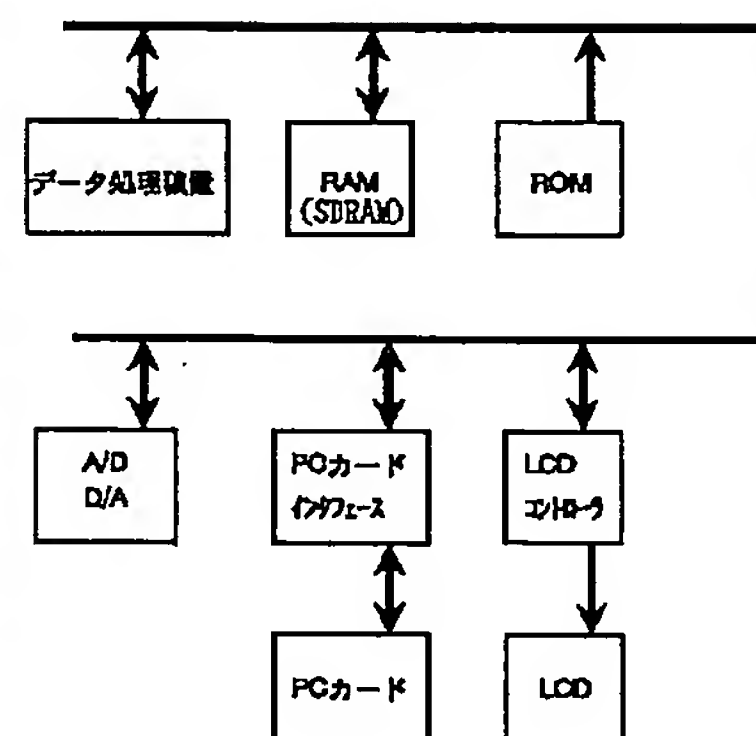 データ処理装置
RAM
(SDRAM)
ROM
A/D
D/A
PCカード
インタフェース
LCD
コントローラ
PCカード
LCD